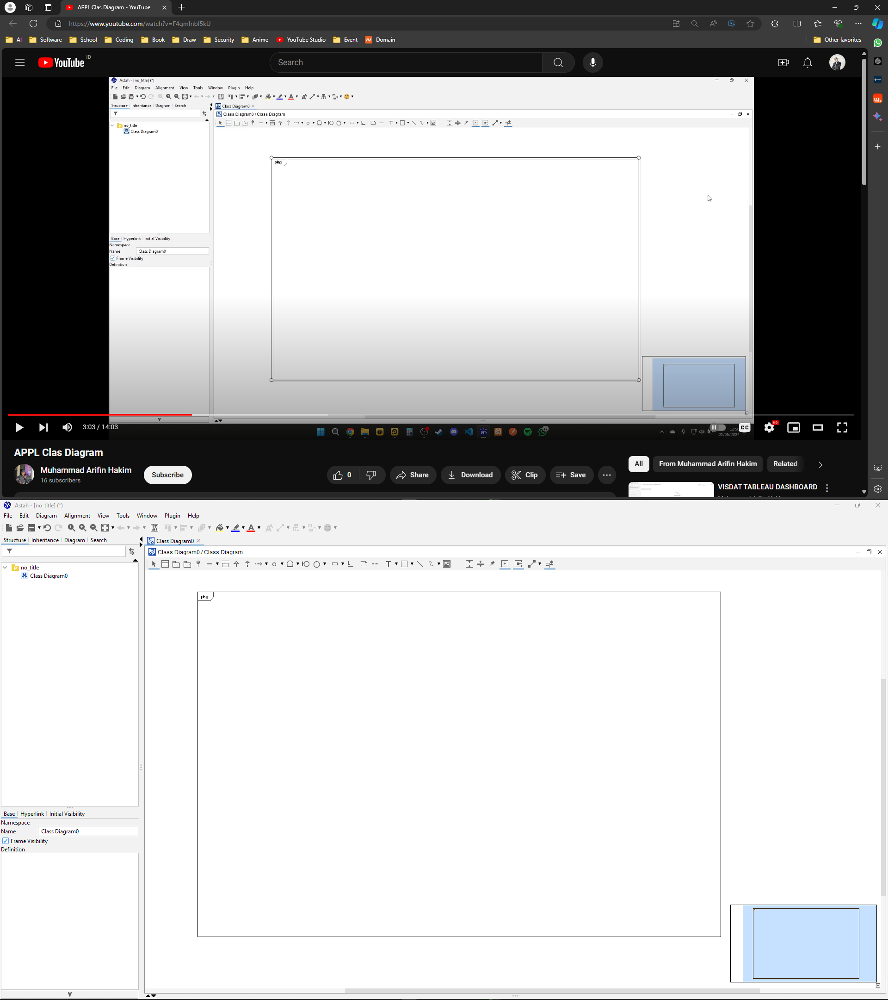 APPL Clas Diagram - YouTube
https://www.youtube.com/watch?v=F4gmInbl5kU
AI Software School Coding Book Draw Security Anime YouTube Studio Event Domain Other favorites
YouTube ID
Search
Astah - [no_title] (*)
File Edit Diagram Alignment View Tools Window Plugin Help
Structure Inheritance Diagram Search
Class Diagram0
Class Diagram0 / Class Diagram
no_title
Class Diagram0
pkg
Base Hyperlink Initial Visibility
Namespace
Name Class Diagram0
Frame Visibility
Definition
3:03 / 14:03
01/06/2024
CC
HD
APPL Clas Diagram
Muhammad Arifin Hakim
16 subscribers
Subscribe
0
Share
Download
Clip
Save
All
From Muhammad Arifin Hakim
Related
VISDAT TABLEAU DASHBOARD
Astah - [no_title] (*)
File Edit Diagram Alignment View Tools Window Plugin Help
Structure Inheritance Diagram Search
Class Diagram0
Class Diagram0 / Class Diagram
no_title
Class Diagram0
pkg
Base Hyperlink Initial Visibility
Namespace
Name Class Diagram0
Frame Visibility
Definition